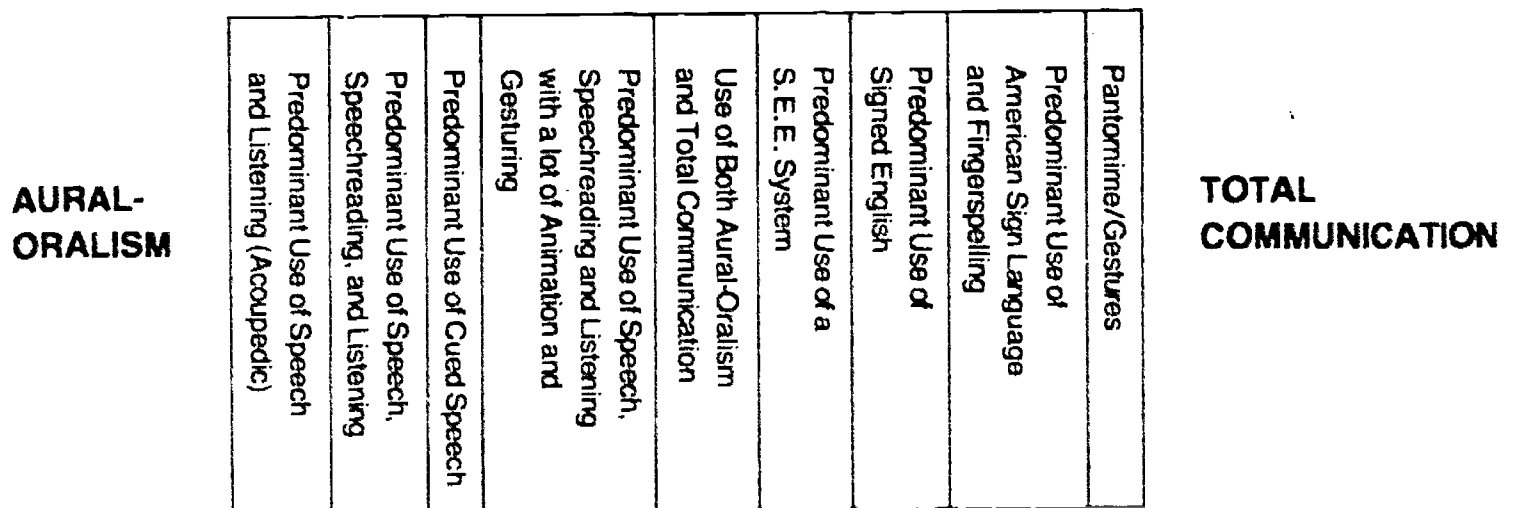 AURAL-
ORALISM
Predominant Use of Speech
and Listening (Acoupedic)
Predominant Use of Speech,
Speechreading, and Listening
Predominant Use of Cued Speech
Predominant Use of Speech,
Speechreading and Listening
with a lot of Animation and
Gesturing
Use of Both Aural-Oralism
and Total Communication
Predominant Use of a
S.E.E. System
Predominant Use of
Signed English
Predominant Use of
American Sign Language
and Fingerspelling
Pantomime/Gestures
TOTAL
COMMUNICATION